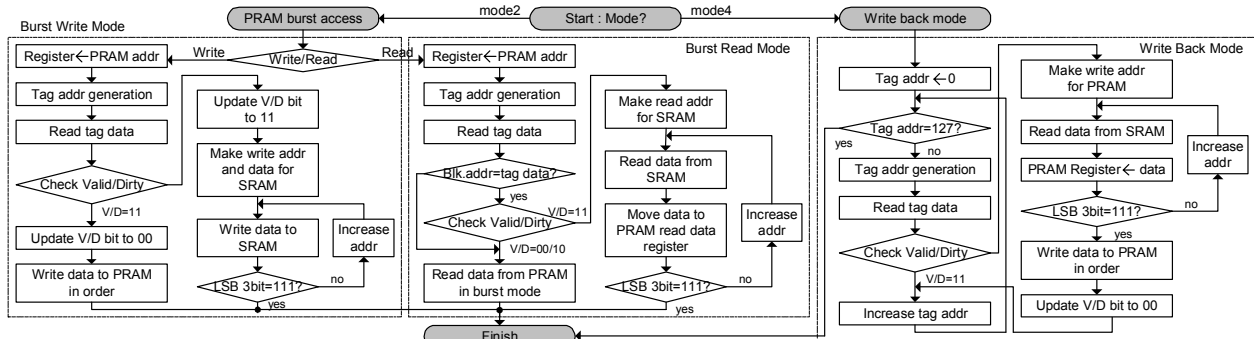 PRAM burst access
mode2
Start : Mode?
mode4
Write back mode
Burst Write Mode
Register←PRAM addr
Write
Write/Read
Read
Tag addr generation
Read tag data
Check Valid/Dirty
V/D=11
Update V/D bit to 00
Write data to PRAM
in order
Update V/D bit
to 11
Make write addr
and data for
SRAM
Write data to
SRAM
Increase
addr
LSB 3bit=111?
no
yes
Burst Read Mode
Register←PRAM addr
Tag addr generation
Read tag data
Blk.addr=tag data?
yes
Check Valid/Dirty
V/D=11
V/D=00/10
Read data from PRAM
in burst mode
Make read addr
for SRAM
Read data from
SRAM
Move data to
PRAM read data
register
Increase
addr
LSB 3bit=111?
no
yes
Finish
Write Back Mode
Tag addr ←0
Tag addr=127?
yes
no
Tag addr generation
Read tag data
Check Valid/Dirty
V/D=11
Increase tag addr
Make write addr
for PRAM
Read data from SRAM
PRAM Register← data
Increase
addr
LSB 3bit=111?
no
yes
Write data to PRAM
in order
Update V/D bit to 00